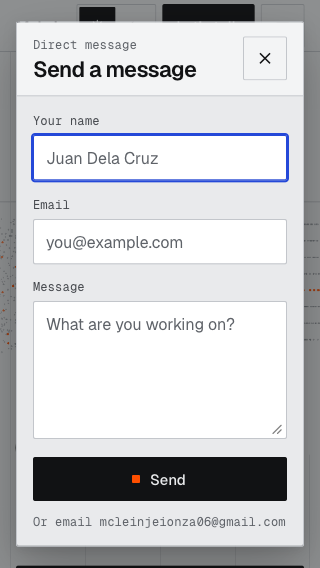 Direct message
Send a message
Your name
Juan Dela Cruz
Email
you@example.com
Message
What are you working on?
Send
Or email mcleinjeionza06@gmail.com